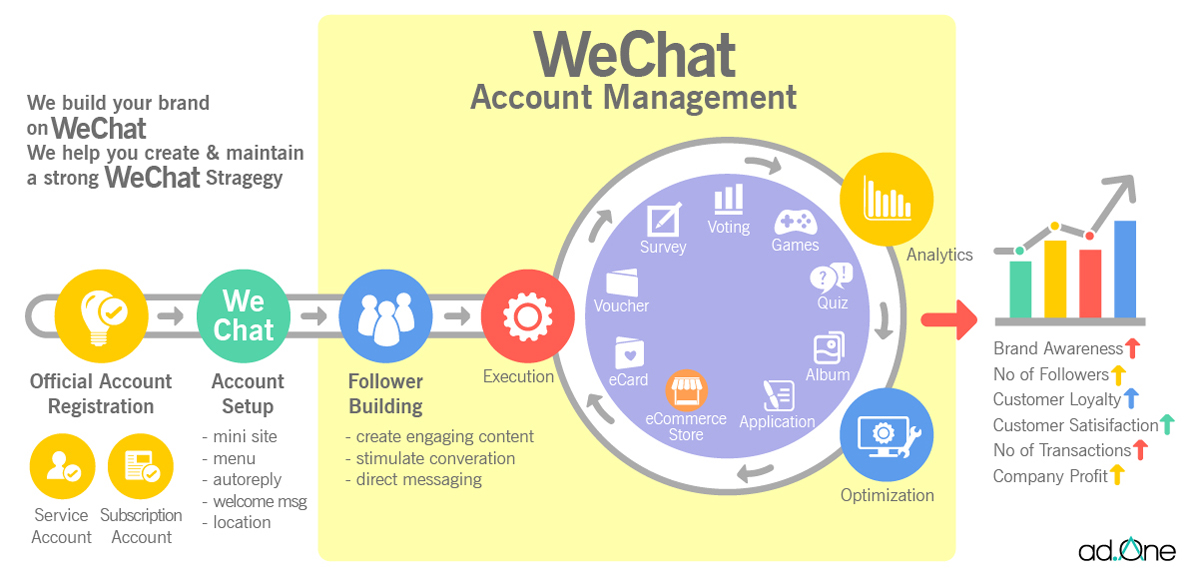 We build your brand
on WeChat
We help you create & maintain
a strong WeChat Stragegy
WeChat
Account Management
We
Chat
Official Account
Registration
Service
Account
Subscription
Account
Account
Setup
- mini site
- menu
- autoreply
- welcome msg
- location
Follower
Building
- create engaging content
- stimulate converation
- direct messaging
Execution
Survey
Voting
Games
Quiz
Album
Application
eCommerce
Store
eCard
Voucher
Analytics
Optimization
Brand Awareness
No of Followers
Customer Loyalty
Customer Satisifaction
No of Transactions
Company Profit
ad.One